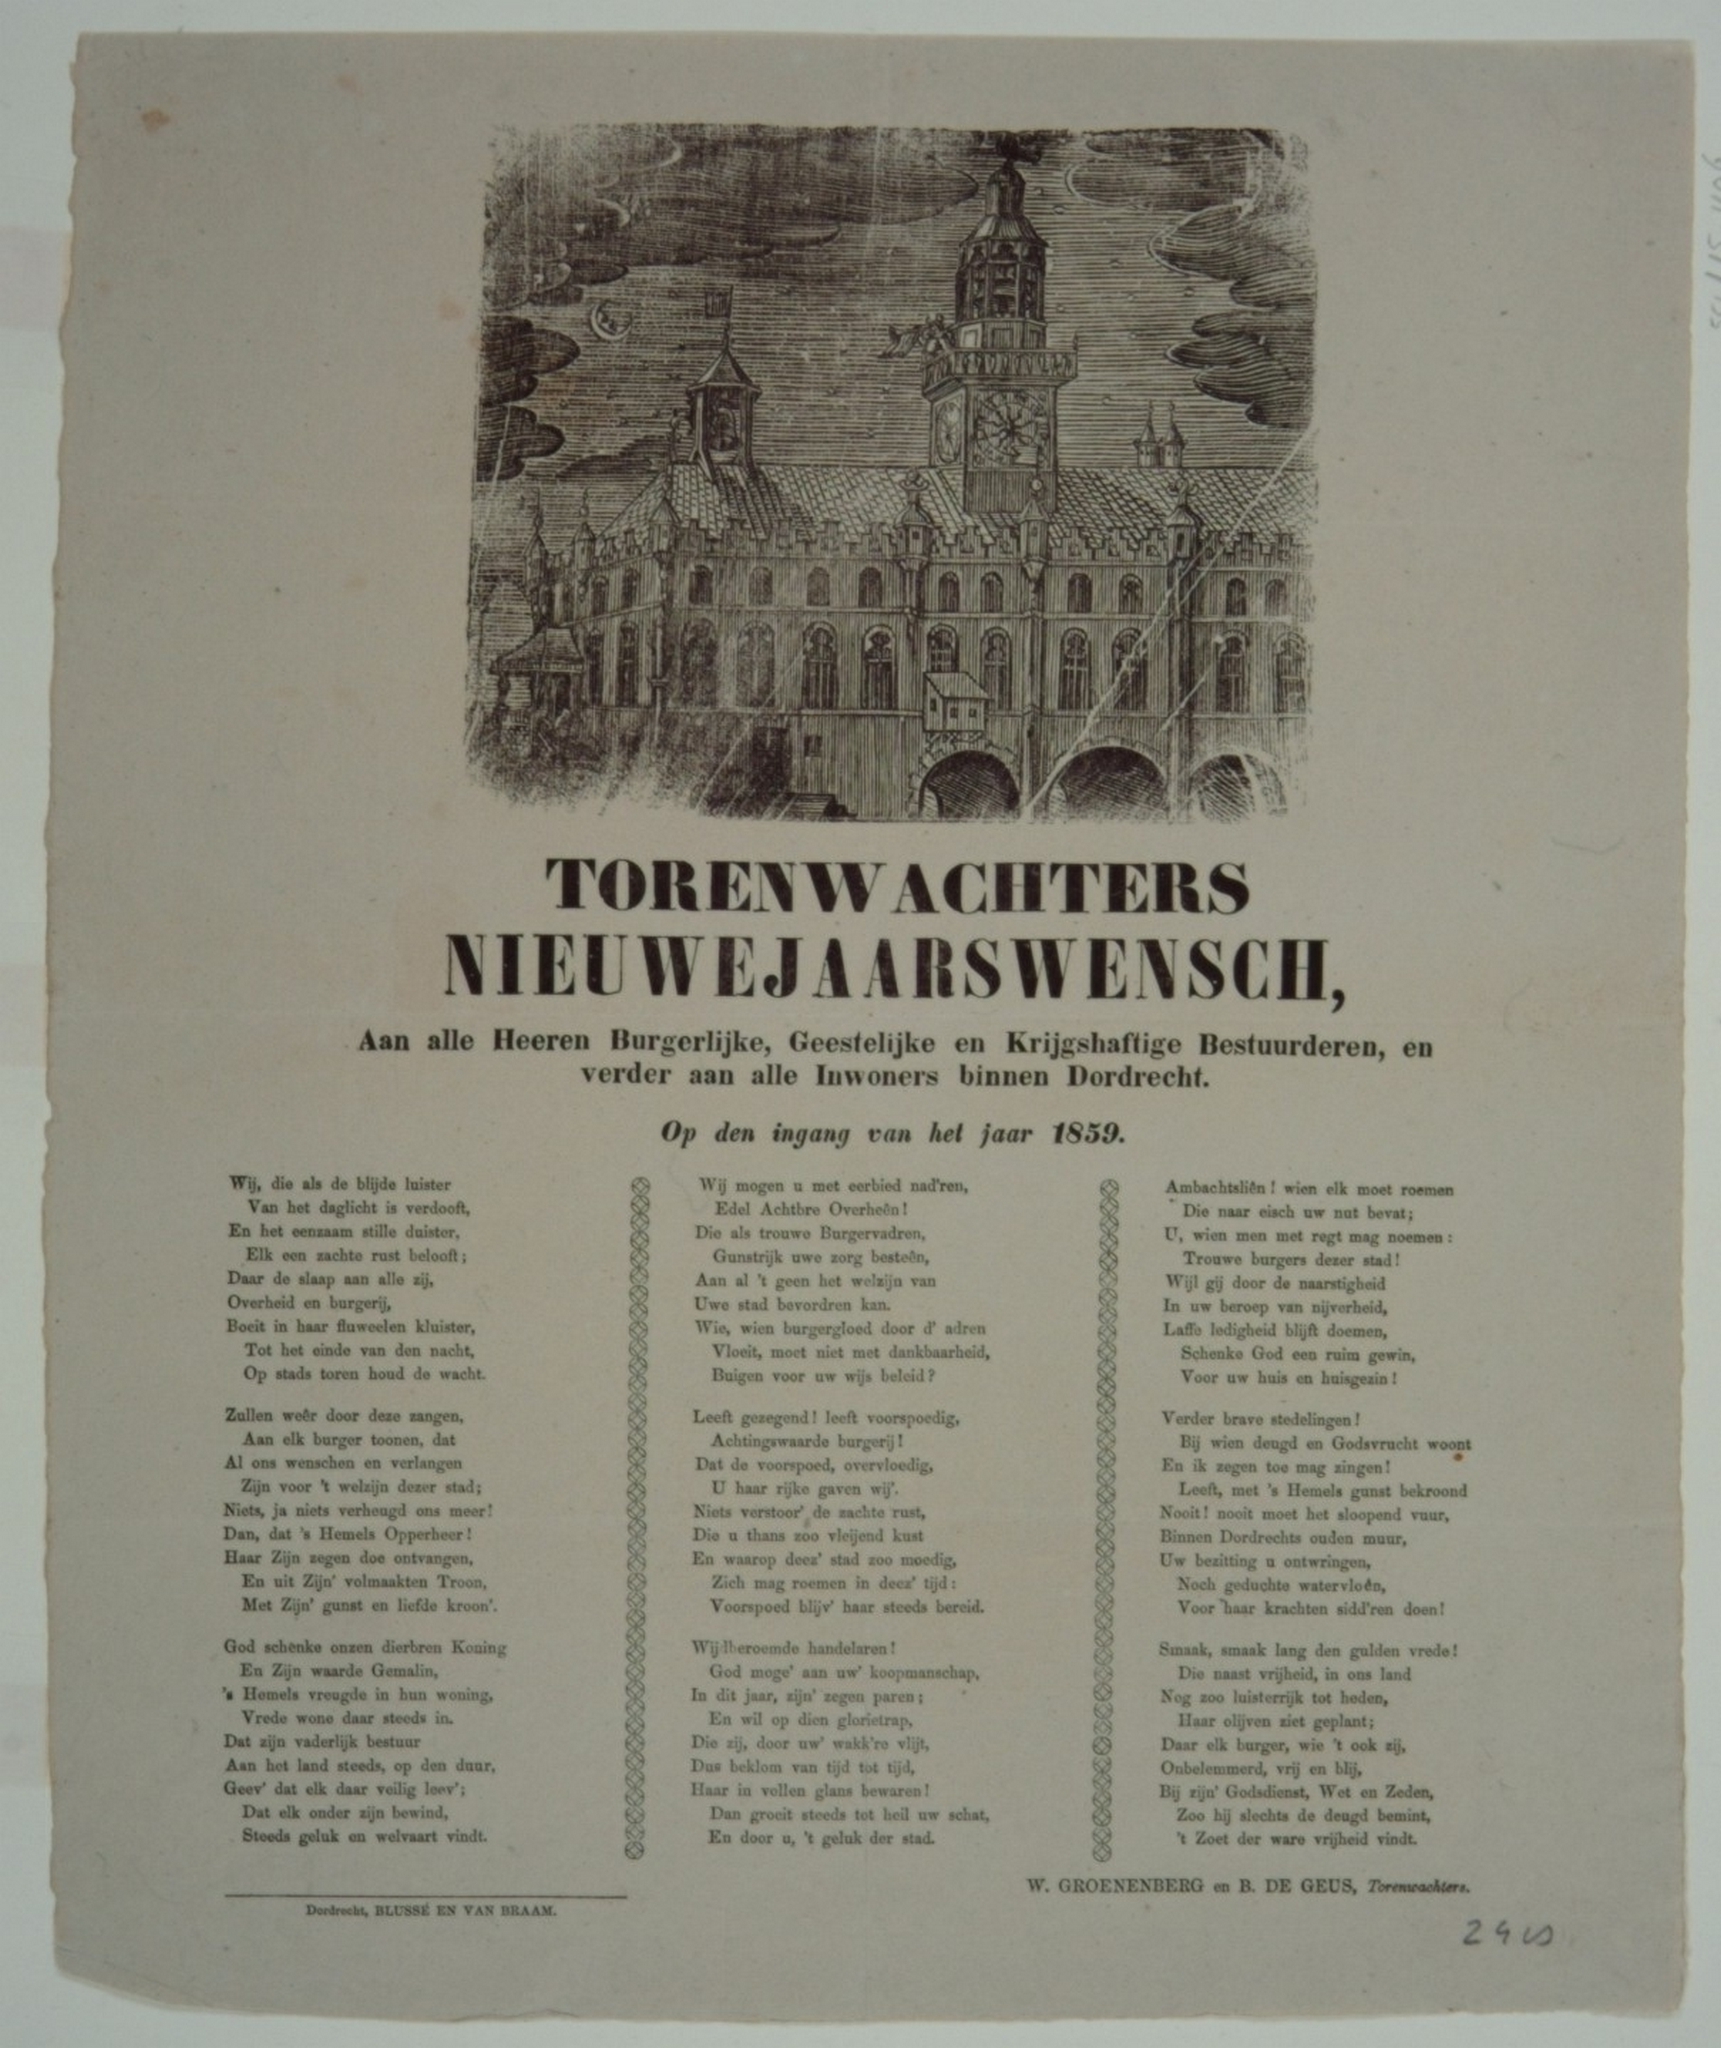 TORENWACHTERS
NIEUWEJAARSWENSCH,
Aan alle Heeren Burgerlijke, Geestelijke en Krijgshaftige Bestuurderen, en
verder aan alle Inwoners binnen Dordrecht.
Op den ingang van het jaar 1859.
Wij, die als de blijde luister
Van het daglicht is verdooft,
En het eenzaam stille duister,
Elk een zachte rust belooft;
Daar de slaap aan alle zij,
Overheid en burgerij,
Boeit in haar fluweelen kluister,
Tot het einde van den nacht,
Op stads toren houd de wacht.
Zullen weêr door deze zangen,
Aan elk burger toonen, dat
Al ons wenschen en verlangen
Zijn voor 't welzijn dezer stad;
Niets, ja niets verheugd ons meer!
Dan, dat 's Hemels Opperheer!
Haar Zijn zegen doe ontvangen,
En uit Zijn' volmaakten Troon,
Met Zijn' gunst en liefde kroon'.
God schenke onzen dierbren Koning
En Zijn waarde Gemalin,
's Hemels vreugde in hun woning,
Vrede wone daar steeds in.
Dat zijn vaderlijk bestuur
Aan het land steeds, op den duur,
Geev' dat elk daar veilig leev';
Dat elk onder zijn bewind,
Steeds geluk en welvaart vindt.
Wij mogen u met eerbied nad'ren,
Edel Achtbre Overheên!
Die als trouwe Burgervadren,
Gunstrijk uwe zorg besteên,
Aan al 't geen het welzijn van
Uwe stad bevordren kan.
Wie, wien burgergloed door d' adren
Vloeit, moet niet met dankbaarheid,
Buigen voor uw wijs beleid?
Leeft gezegend! leeft voorspoedig,
Achtingswaarde burgerij!
Dat de voorspoed, overvloedig,
U haar rijke gaven wij'.
Niets verstoor' de zachte rust,
Die u thans zoo vleijend kust
En waarop deez' stad zoo moedig,
Zich mag roemen in deez' tijd:
Voorspoed blijv' haar steeds bereid.
Wijdberoemde handelaren!
God moge' aan uw' koopmanschap,
In dit jaar, zijn' zegen paren;
En wil op dien glorietrap,
Die zij, door uw' wakk're vlijt,
Dus beklom van tijd tot tijd,
Haar in vollen glans bewaren!
Dan groeit steeds tot heil uw schat,
En door u, 't geluk der stad.
Ambachtsliên! wien elk moet roemen
Die naar eisch uw nut bevat;
U, wien men met regt mag noemen:
Trouwe burgers dezer stad!
Wijl gij door de naarstigheid
In uw beroep van nijverheid,
Laffe ledigheid blijft doemen,
Schenke God een ruim gewin,
Voor uw huis en huisgezin!
Verder brave stedelingen!
Bij wien deugd en Godsvrucht woont
En ik zegen toe mag zingen!
Leeft, met 's Hemels gunst bekroond
Nooit! nooit moet het sloopend vuur,
Binnen Dordrechts ouden muur,
Uw bezitting u ontwringen,
Noch geduchte watervloên,
Voor haar krachten sidd'ren doen!
Smaak, smaak lang den gulden vrede!
Die naast vrijheid, in ons land
Nog zoo luisterrijk tot heden,
Haar olijven ziet geplant;
Daar elk burger, wie 't ook zij,
Onbelemmerd, vrij en blij,
Bij zijn' Godsdienst, Wet en Zeden,
Zoo hij slechts de deugd bemint,
't Zoet der ware vrijheid vindt.
W. GROENENBERG en B. DE GEUS, Torenwachters.
Dordrecht, BLUSSÉ EN VAN BRAAM.